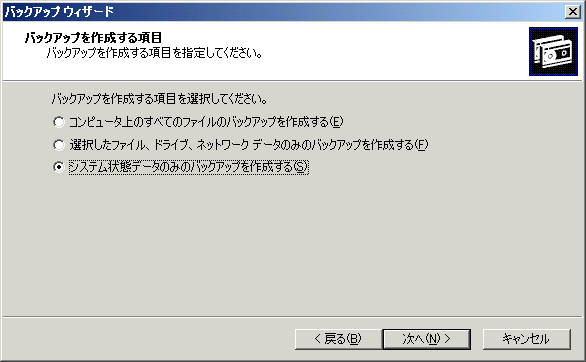 バックアップ ウィザード
バックアップを作成する項目
バックアップを作成する項目を指定してください。
バックアップを作成する項目を選択してください。
コンピュータ上のすべてのファイルのバックアップを作成する(E)
選択したファイル、ドライブ、ネットワーク データのみのバックアップを作成する(F)
システム状態データのみのバックアップを作成する(S)
< 戻る(B) 次へ(N) > キャンセル